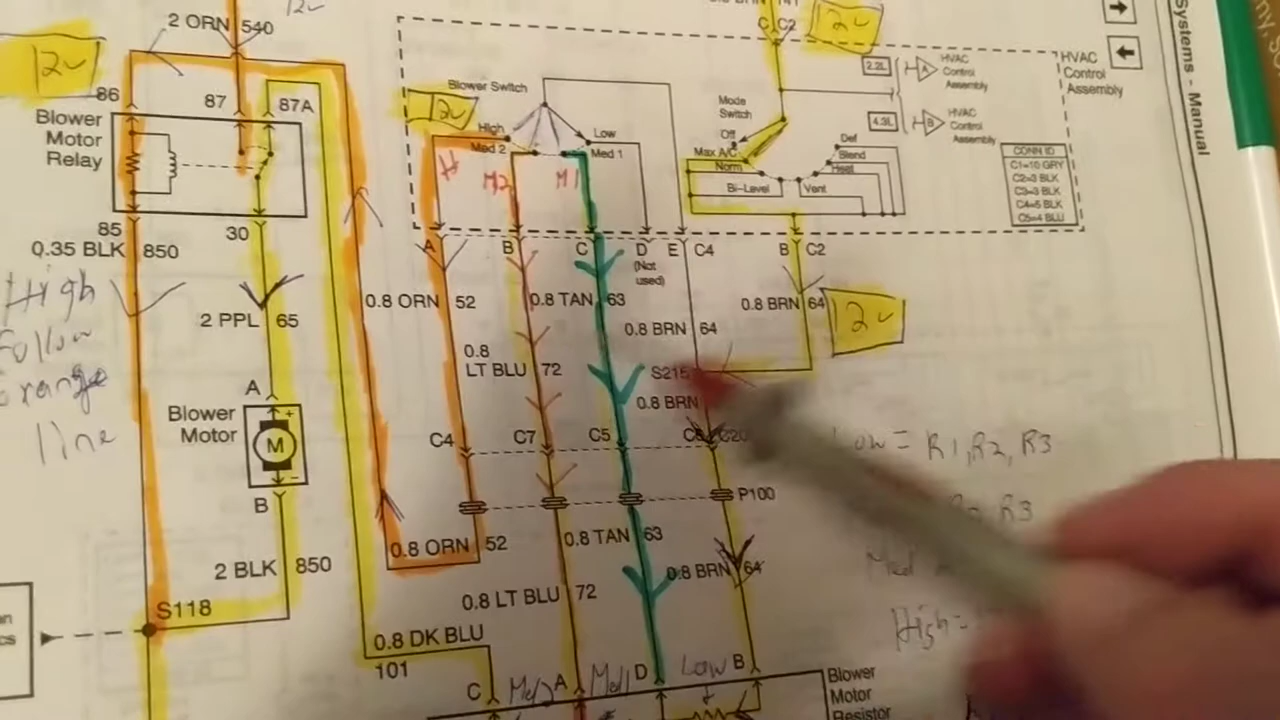 2 ORN 540
12v
12v
C C2
12v
86
87
87A
Blower
Motor
Relay
85
30
0.35 BLK 850
High
Follow
orange
line
2 PPL 65
A
Blower
Motor
M
+
-
B
2 BLK 850
S118
Blower Switch
12v
High
Med 2
Low
Med 1
H
M2
M1
A
B
C
D
E
C4
(Not
used)
Mode
Switch
Off
Max A/C
Norm
Bi-Level
Vent
Def
Blend
Heat
2.2L
A
HVAC
Control
Assembly
4.3L
B
HVAC
Control
Assembly
HVAC
Control
Assembly
CONN ID
C1=10 GRY
C2=3 BLK
C3=3 BLK
C4=5 BLK
C5=4 BLU
B C2
0.8 ORN 52
0.8 TAN 63
0.8 BRN 64
0.8 BRN 64
12v
0.8
LT BLU 72
S215
0.8 BRN
C4
C7
C5
P100
0.8 ORN 52
0.8 TAN 63
0.8 BRN 64
0.8 LT BLU 72
0.8 DK BLU
101
C
A
Med1
D
Low
B
Blower
Motor
Resistor
Low = R1, R2, R3
R3
High=
Systems - Manual